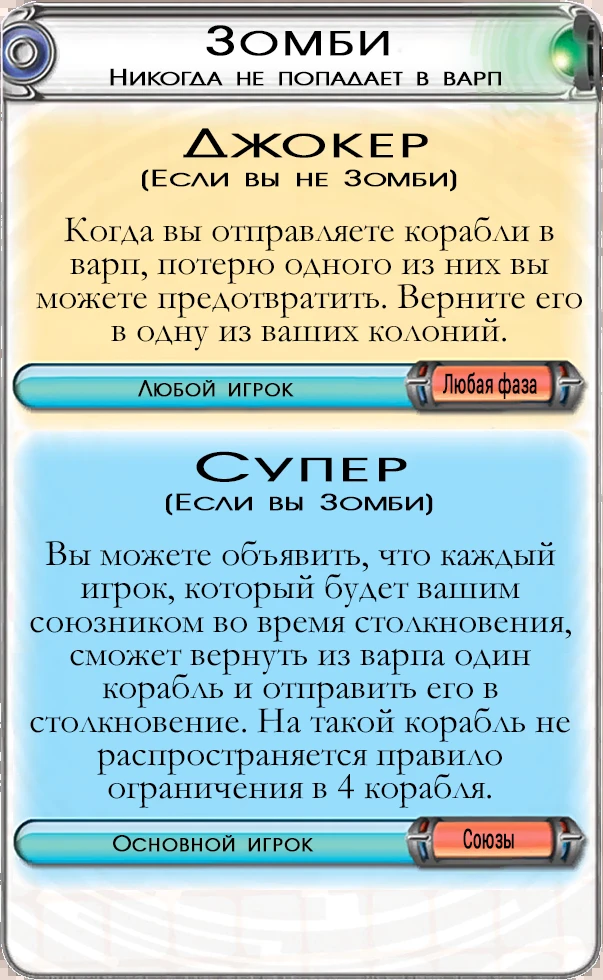 Зомби
Никогда не попадает в варп
Джокер
(Если вы не Зомби)
Когда вы отправляете корабли в
варп, потерю одного из них вы
можете предотвратить. Верните его
в одну из ваших колоний.
Любой игрок
Любая фаза
Супер
(Если вы Зомби)
Вы можете объявить, что каждый
игрок, который будет вашим
союзником во время столкновения,
сможет вернуть из варпа один
корабль и отправить его в
столкновение. На такой корабль не
распространяется правило
ограничения в 4 корабля.
Основной игрок
Союзы